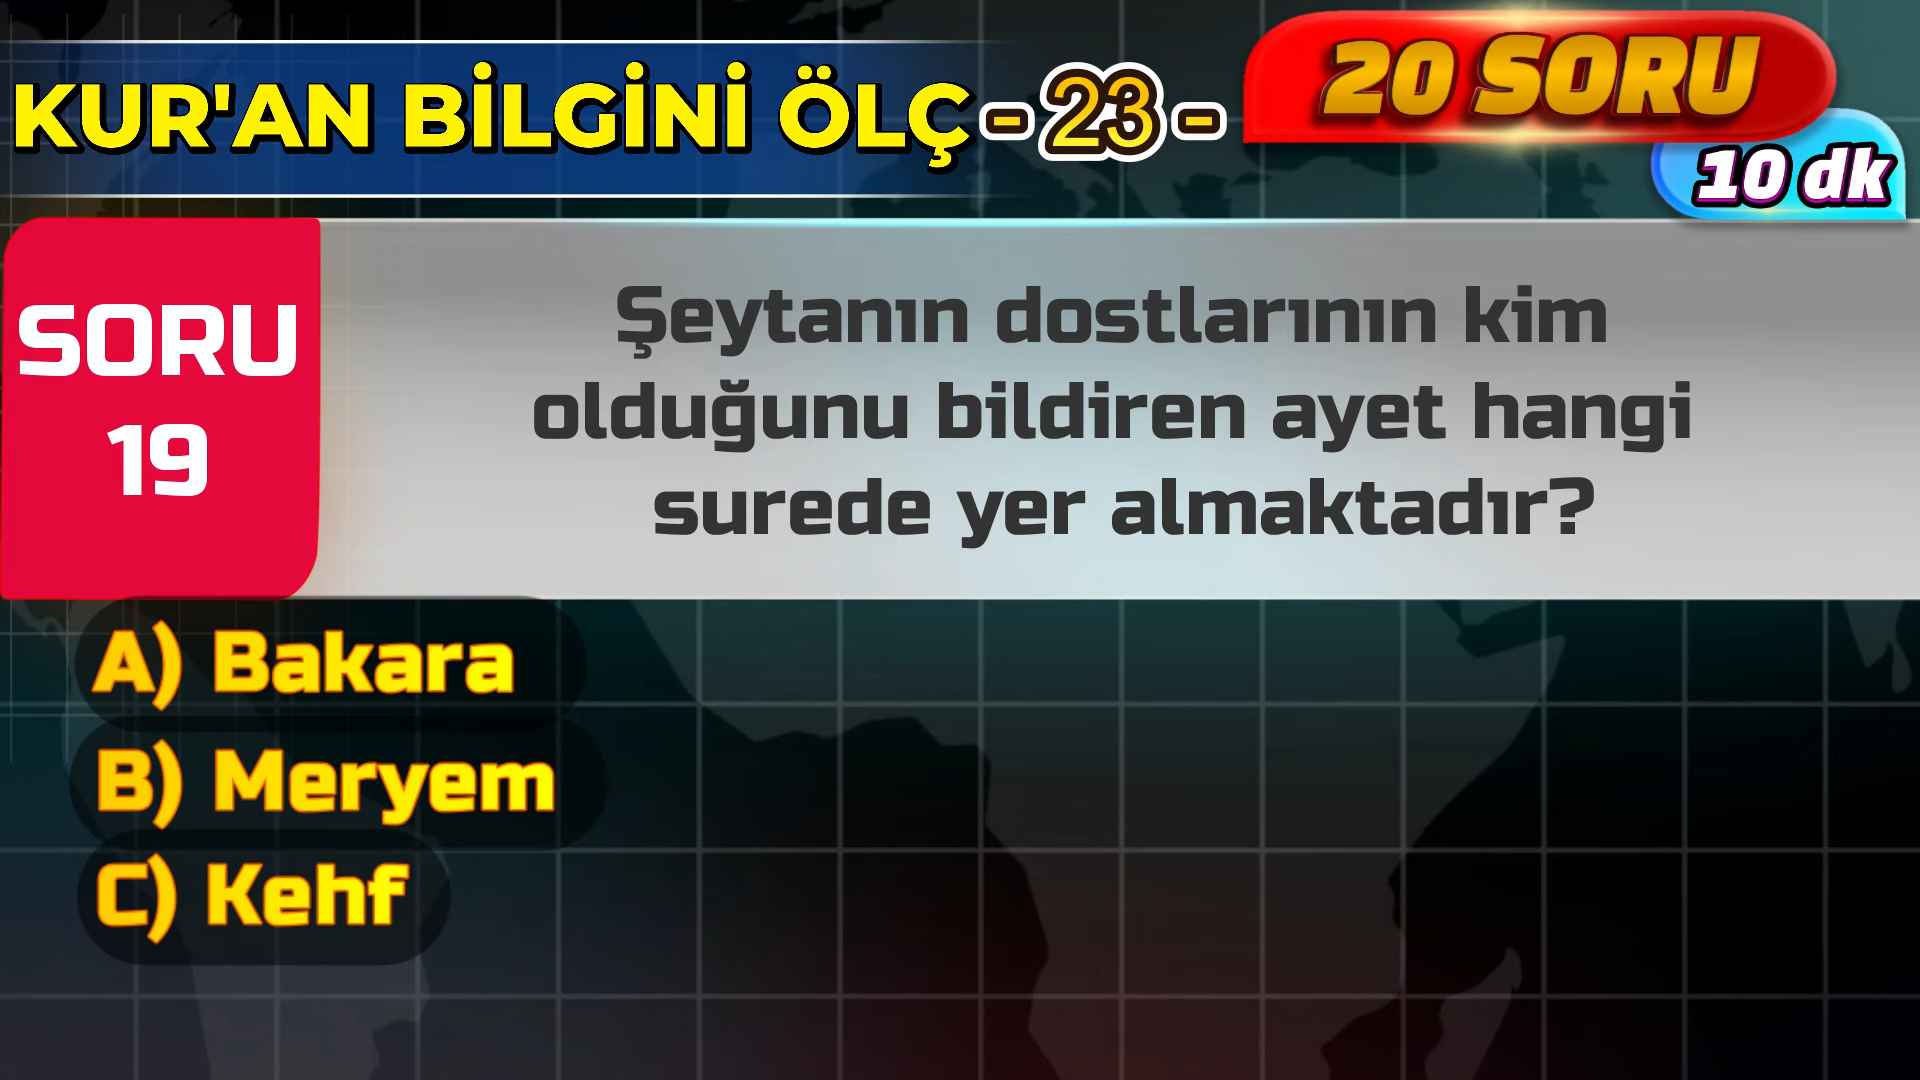 KUR'AN BİLGİNİ ÖLÇ - 23 -
20 SORU
10 dk
SORU
19
Şeytanın dostlarının kim
olduğunu bildiren ayet hangi
surede yer almaktadır?
A) Bakara
B) Meryem
C) Kehf